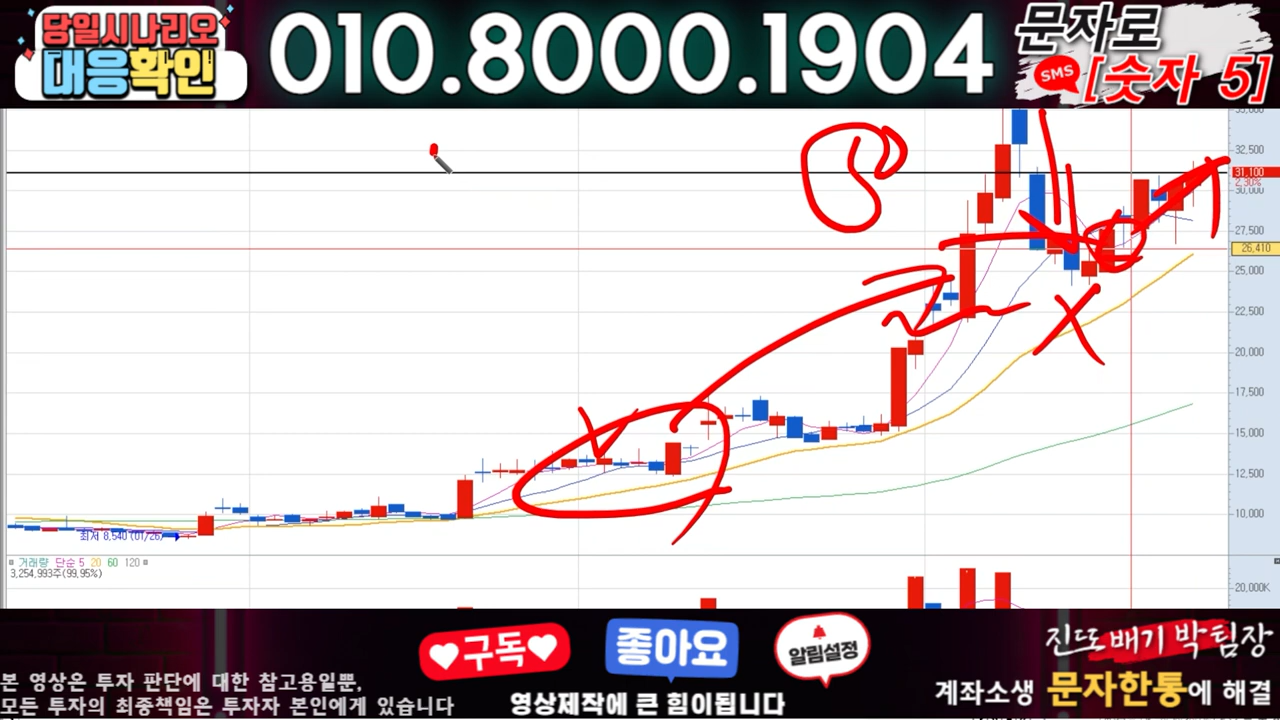 당일시나리오
대응확인
010.8000.1904
문자로
SMS
[숫자 5]
32,500
31,100
2.30%
30,000
27,500
26,410
25,000
22,500
20,000
17,500
15,000
12,500
10,000
최저 8,540 (01/26)
거래량 단순 5 20 60 120
3,254,993주(99,95%)
20,000K
구독
좋아요
알림설정
진또배기 박팀장
본 영상은 투자 판단에 대한 참고용일뿐,
모든 투자의 최종책임은 투자자 본인에게 있습니다
영상제작에 큰 힘이됩니다
계좌소생 문자한통에 해결